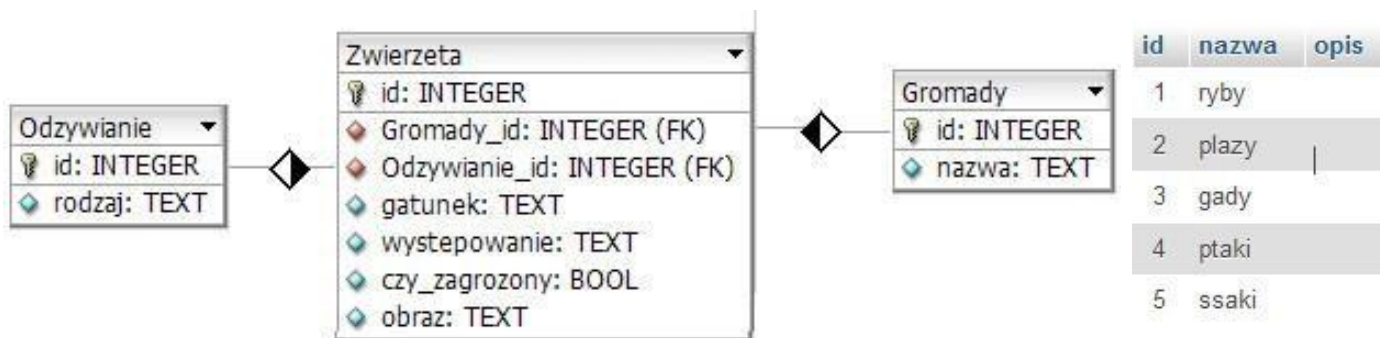 Odzywianie
id: INTEGER
rodzaj: TEXT
Zwierzeta
id: INTEGER
Gromady_id: INTEGER (FK)
Odzywianie_id: INTEGER (FK)
gatunek: TEXT
wystepowanie: TEXT
czy_zagrozony: BOOL
obraz: TEXT
Gromady
id: INTEGER
nazwa: TEXT
id nazwa opis
1 ryby
2 plazy
3 gady
4 ptaki
5 ssaki